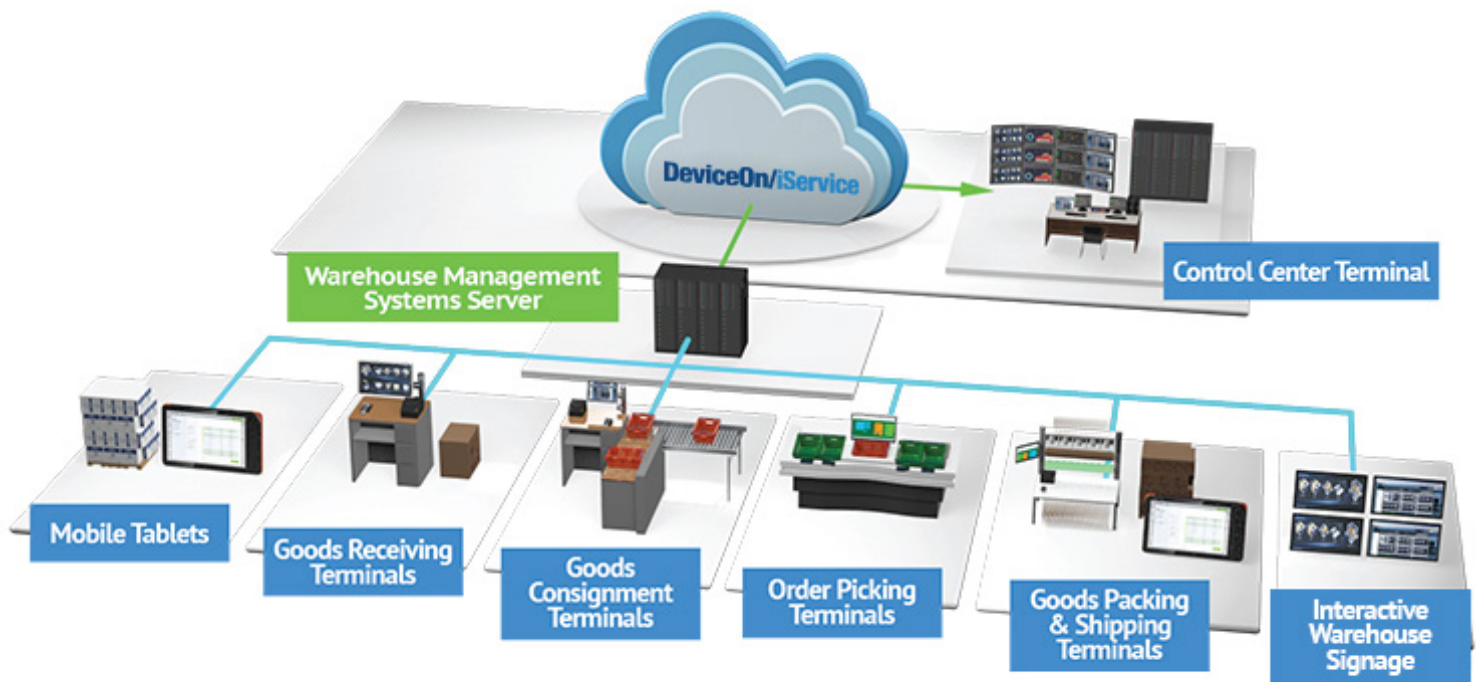 DeviceOn/iService
Warehouse Management
Systems Server
Control Center Terminal
Mobile Tablets
Goods Receiving
Terminals
Goods
Consignment
Terminals
Order Picking
Terminals
Goods Packing
& Shipping
Terminals
Interactive
Warehouse
Signage